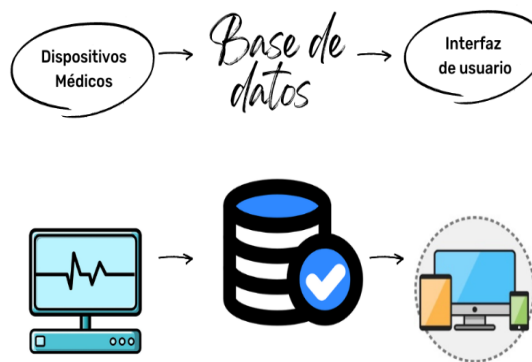 Dispositivos
Médicos
Base de
datos
Interfaz
de usuario